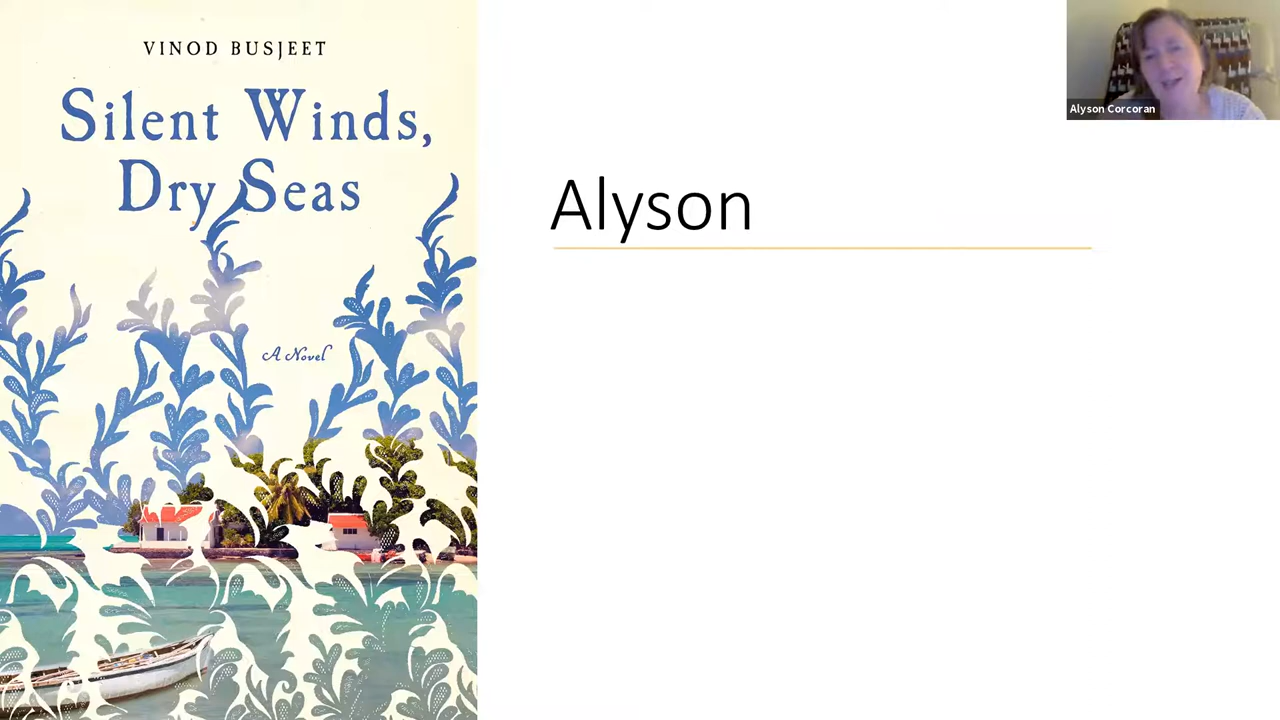 VINOD BUSJEET
Silent Winds,
Dry Seas
A Novel
Alyson
Alyson Corcoran